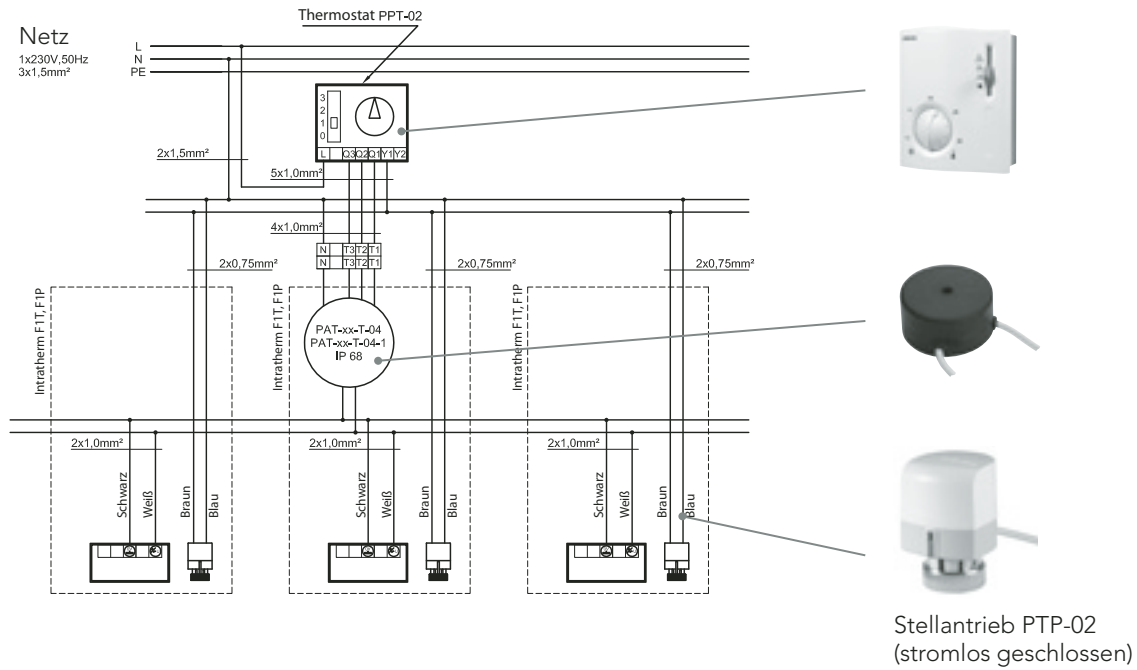 Thermostat PPT-02
Netz
1x230V,50Hz
3x1,5mm²
L
N
PE
3
2
1
0
L Q3 Q2 Q1 Y1 Y2
2x1,5mm²
5x1,0mm²
4x1,0mm²
N T3 T2 T1
N T3 T2 T1
2x0,75mm²
2x0,75mm²
2x0,75mm²
Intratherm F1T, F1P
Intratherm F1T, F1P
Intratherm F1T, F1P
PAT-xx-T-04
PAT-xx-T-04-1
IP 68
2x1,0mm²
2x1,0mm²
2x1,0mm²
Schwarz
Weiß
Braun
Blau
Schwarz
Weiß
Braun
Blau
Schwarz
Weiß
Braun
Blau
Stellantrieb PTP-02
(stromlos geschlossen)